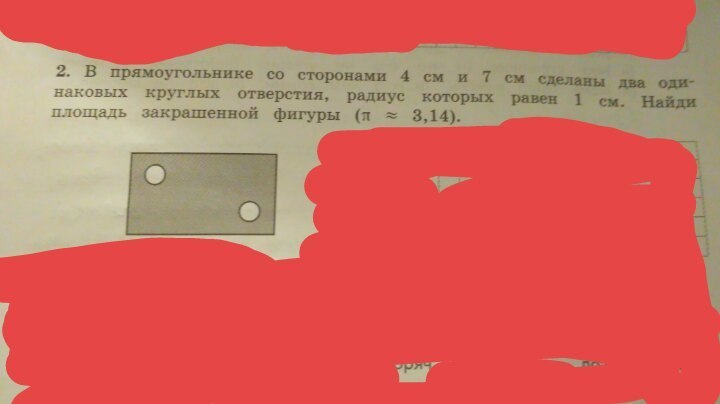 2. В прямоугольнике со сторонами 4 см и 7 см сделаны два оди-
наковых круглых отверстия, радиус которых равен 1 см. Найди
площадь закрашенной фигуры (π ≈ 3,14).